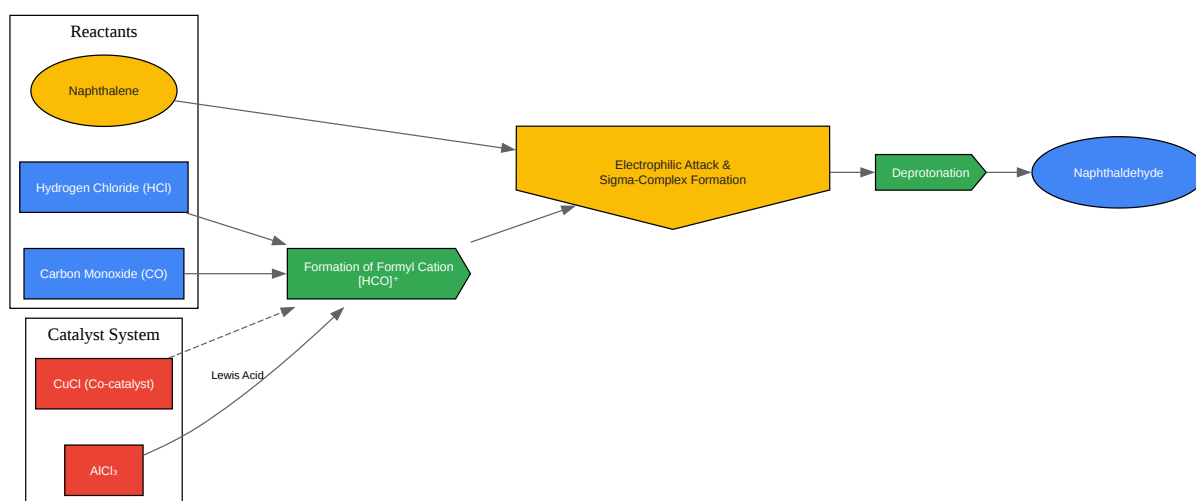 Reactants
Naphthalene
Hydrogen Chloride (HCl)
Carbon Monoxide (CO)
Catalyst System
CuCl (Co-catalyst)
AlCl₃
Lewis Acid
Formation of Formyl Cation
[HCO]⁺
Electrophilic Attack &
Sigma-Complex Formation
Deprotonation
Naphthaldehyde